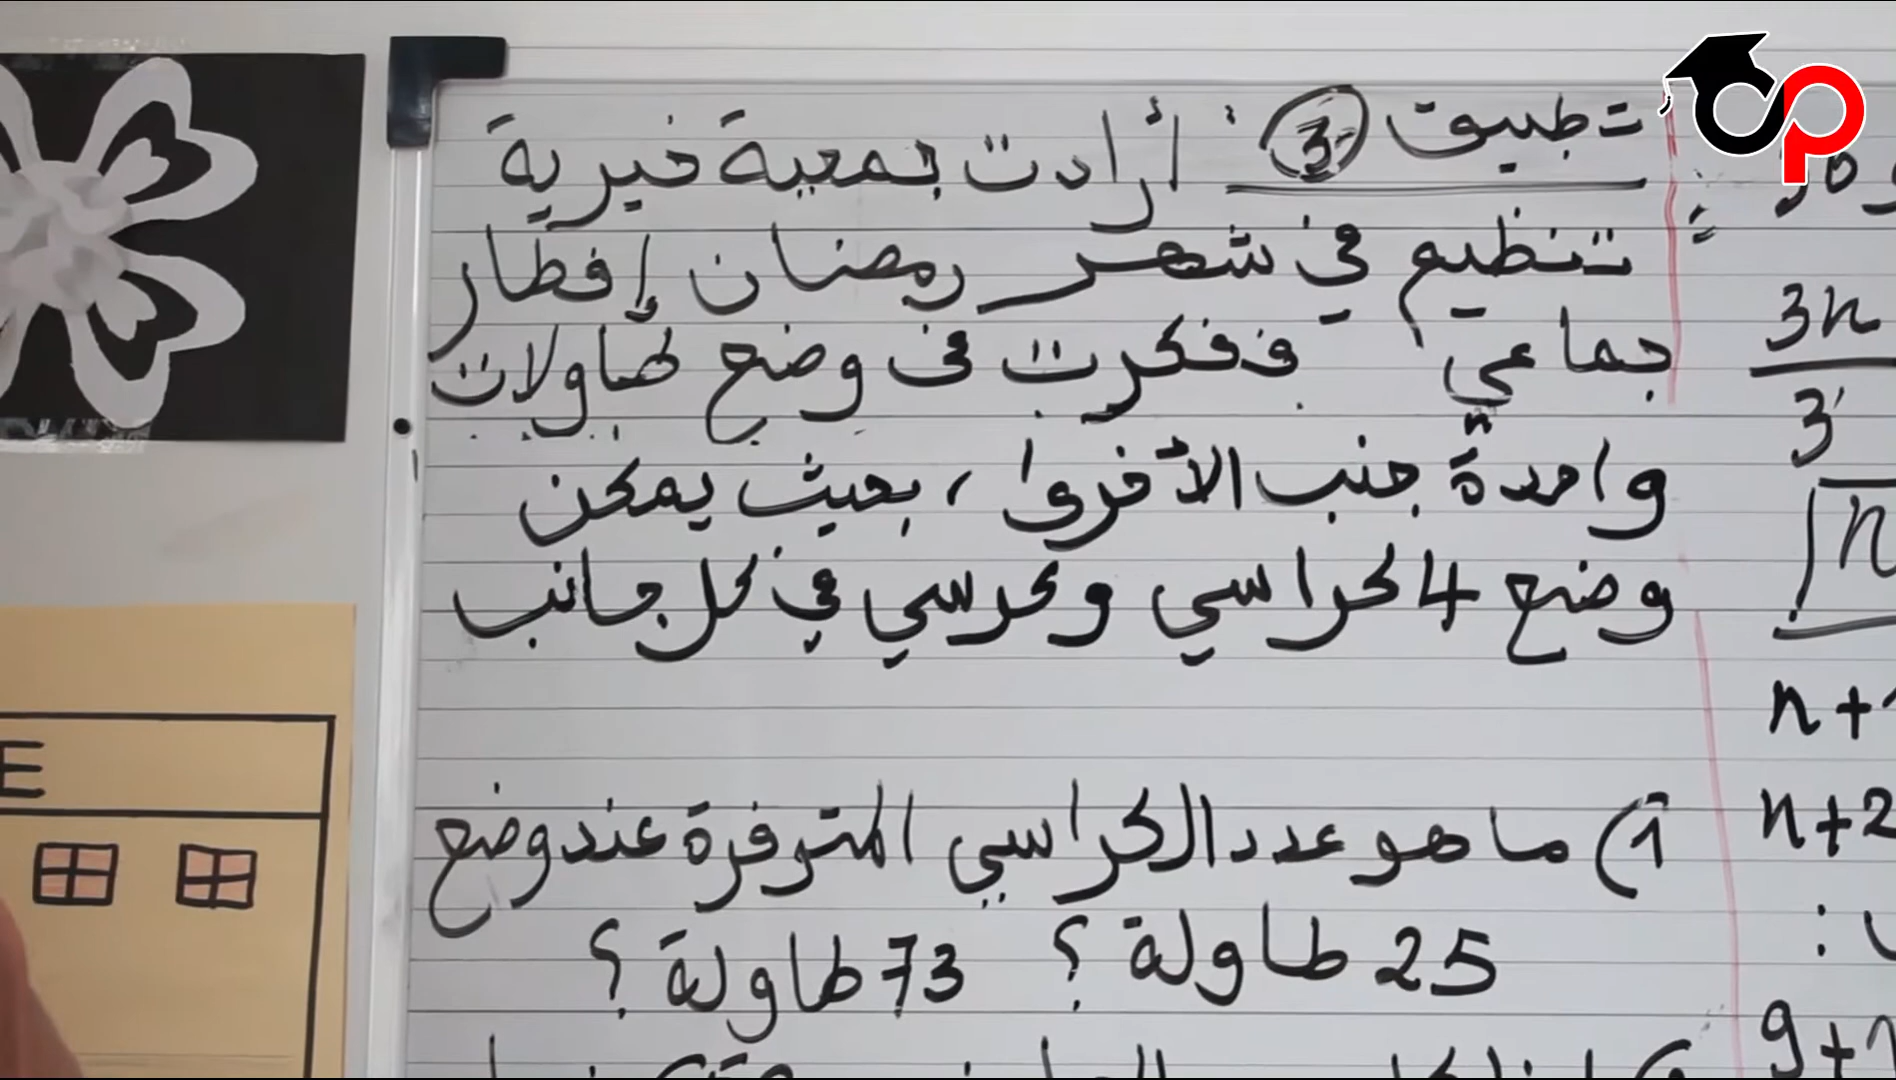 تطبيق 3 : أرادت جمعية خيرية
تنظيم في شهر رمضان إفطار
جماعي ففكرت في وضع طاولات
واحدة جنب الأخرى، بحيث يمكن
وضع 4 كراسي وكرسي في كل جانب
1) ما هو عدد الكراسي المتوفرة عند وضع
25 طاولة ؟ 73 طاولة ؟
3n
3
n
n+
n+2
9+
E